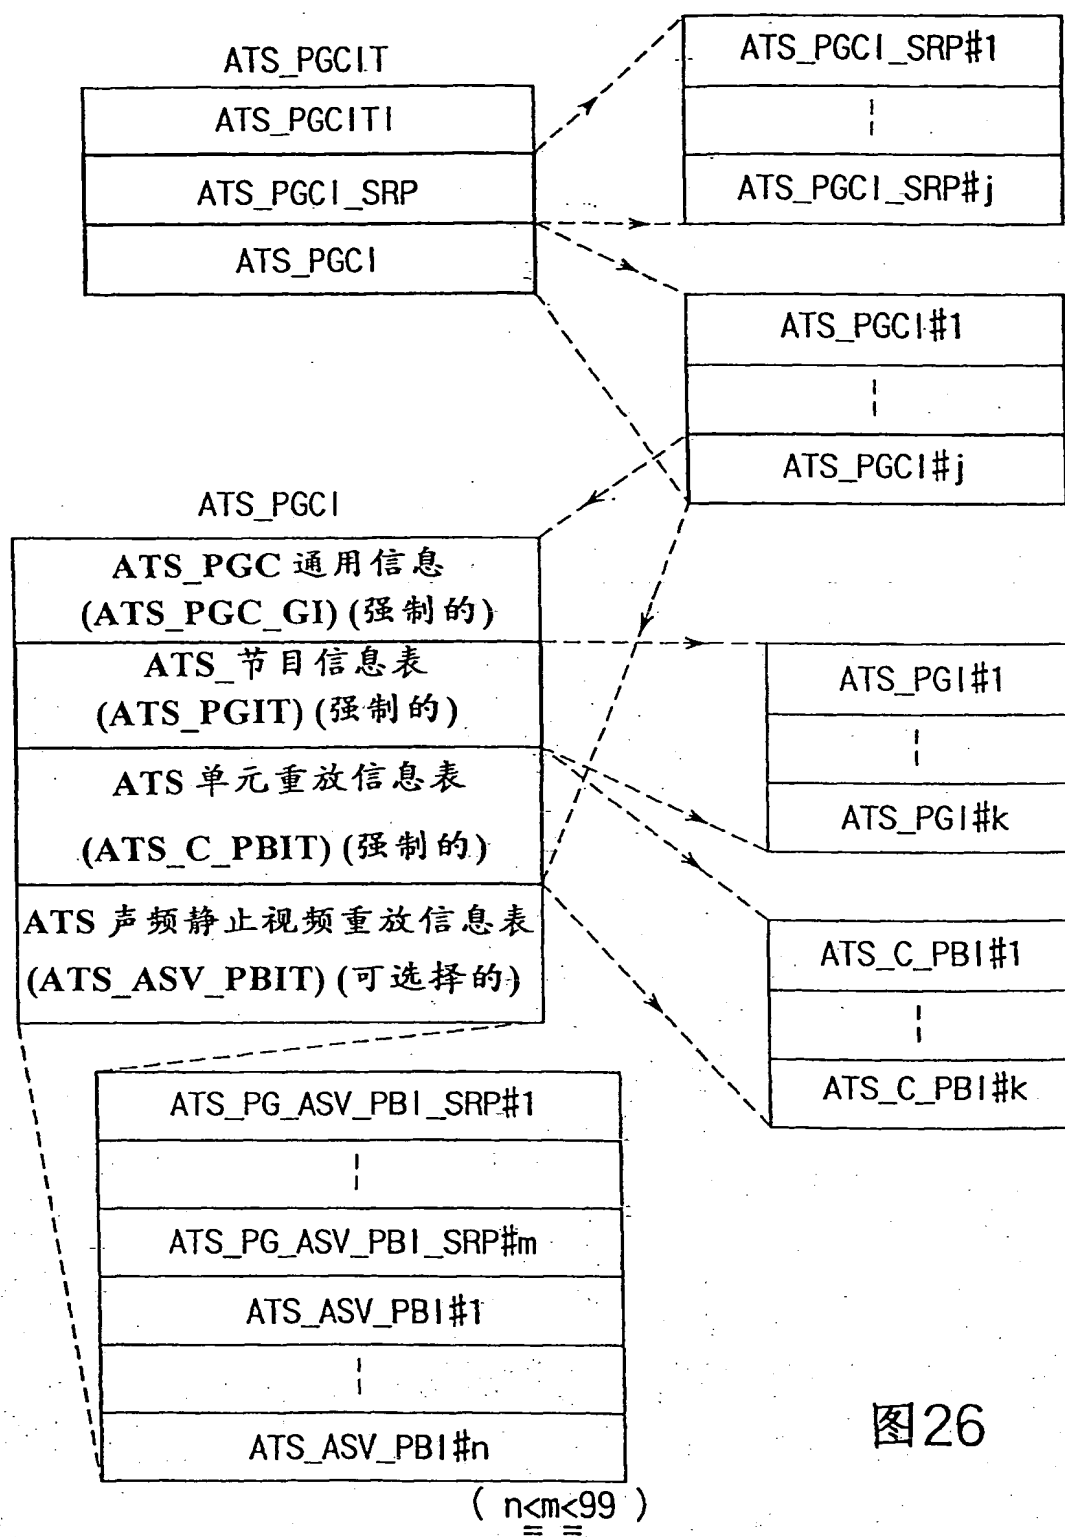 ATS_PGCIT
ATS_PGCITI
ATS_PGCI_SRP
ATS_PGCI
ATS_PGCI_SRP#1
ATS_PGCI_SRP#j
ATS_PGCI#1
ATS_PGCI#j
ATS_PGCI
ATS_PGC 通用信息
(ATS_PGC_GI) (强制的)
ATS_节目信息表
(ATS_PGIT) (强制的)
ATS 单元重放信息表
(ATS_C_PBIT) (强制的)
ATS 声频静止视频重放信息表
(ATS_ASV_PBIT) (可选择的)
ATS_PGI#1
ATS_PGI#k
ATS_C_PBI#1
ATS_C_PBI#k
ATS_PG_ASV_PBI_SRP#1
ATS_PG_ASV_PBI_SRP#m
ATS_ASV_PBI#1
ATS_ASV_PBI#n
( n≦m≦99 )
图26